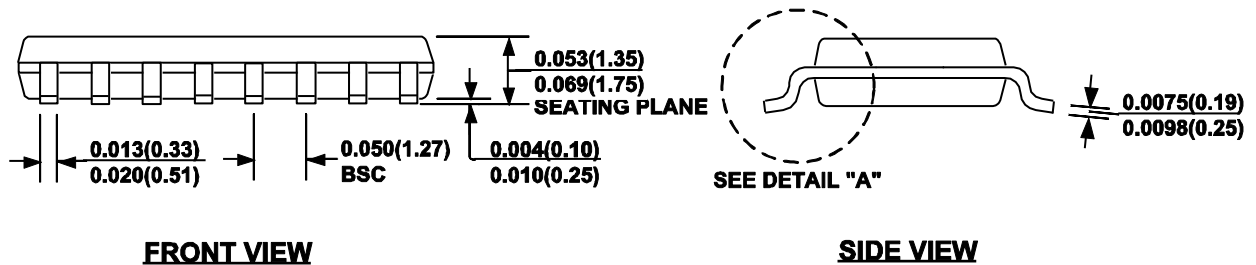 0.053(1.35)
0.069(1.75)
SEATING PLANE
0.013(0.33)
0.020(0.51)
0.050(1.27)
BSC
0.004(0.10)
0.010(0.25)
0.0075(0.19)
0.0098(0.25)
SEE DETAIL "A"
FRONT VIEW
SIDE VIEW